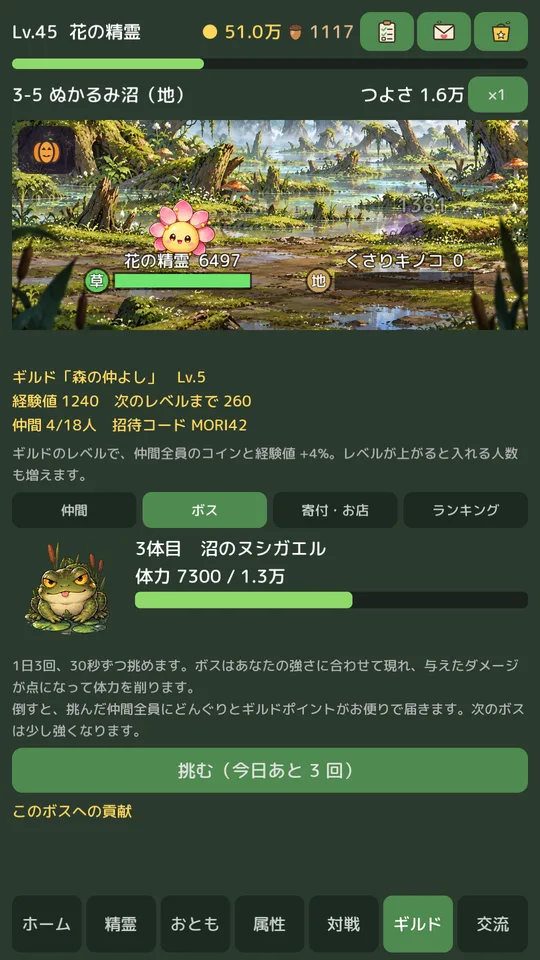 Lv.45 花の精霊 51.0万 1117
3-5 ぬかるみ沼（地） つよさ 1.6万 ×1
1381
花の精霊 6497 くさりキノコ 0
草 地
ギルド「森の仲よし」 Lv.5
経験値 1240 次のレベルまで 260
仲間 4/18人 招待コード MORI42
ギルドのレベルで、仲間全員のコインと経験値 +4%。レベルが上がると入れる人数
も増えます。
仲間 ボス 寄付・お店 ランキング
3体目 沼のヌシガエル
体力 7300 / 1.3万
1日3回、30秒ずつ挑めます。ボスはあなたの強さに合わせて現れ、与えたダメージ
が点になって体力を削ります。
倒すと、挑んだ仲間全員にどんぐりとギルドポイントがお便りで届きます。次のボス
は少し強くなります。
挑む（今日あと 3 回）
このボスへの貢献
ホーム 精霊 おとも 属性 対戦 ギルド 交流